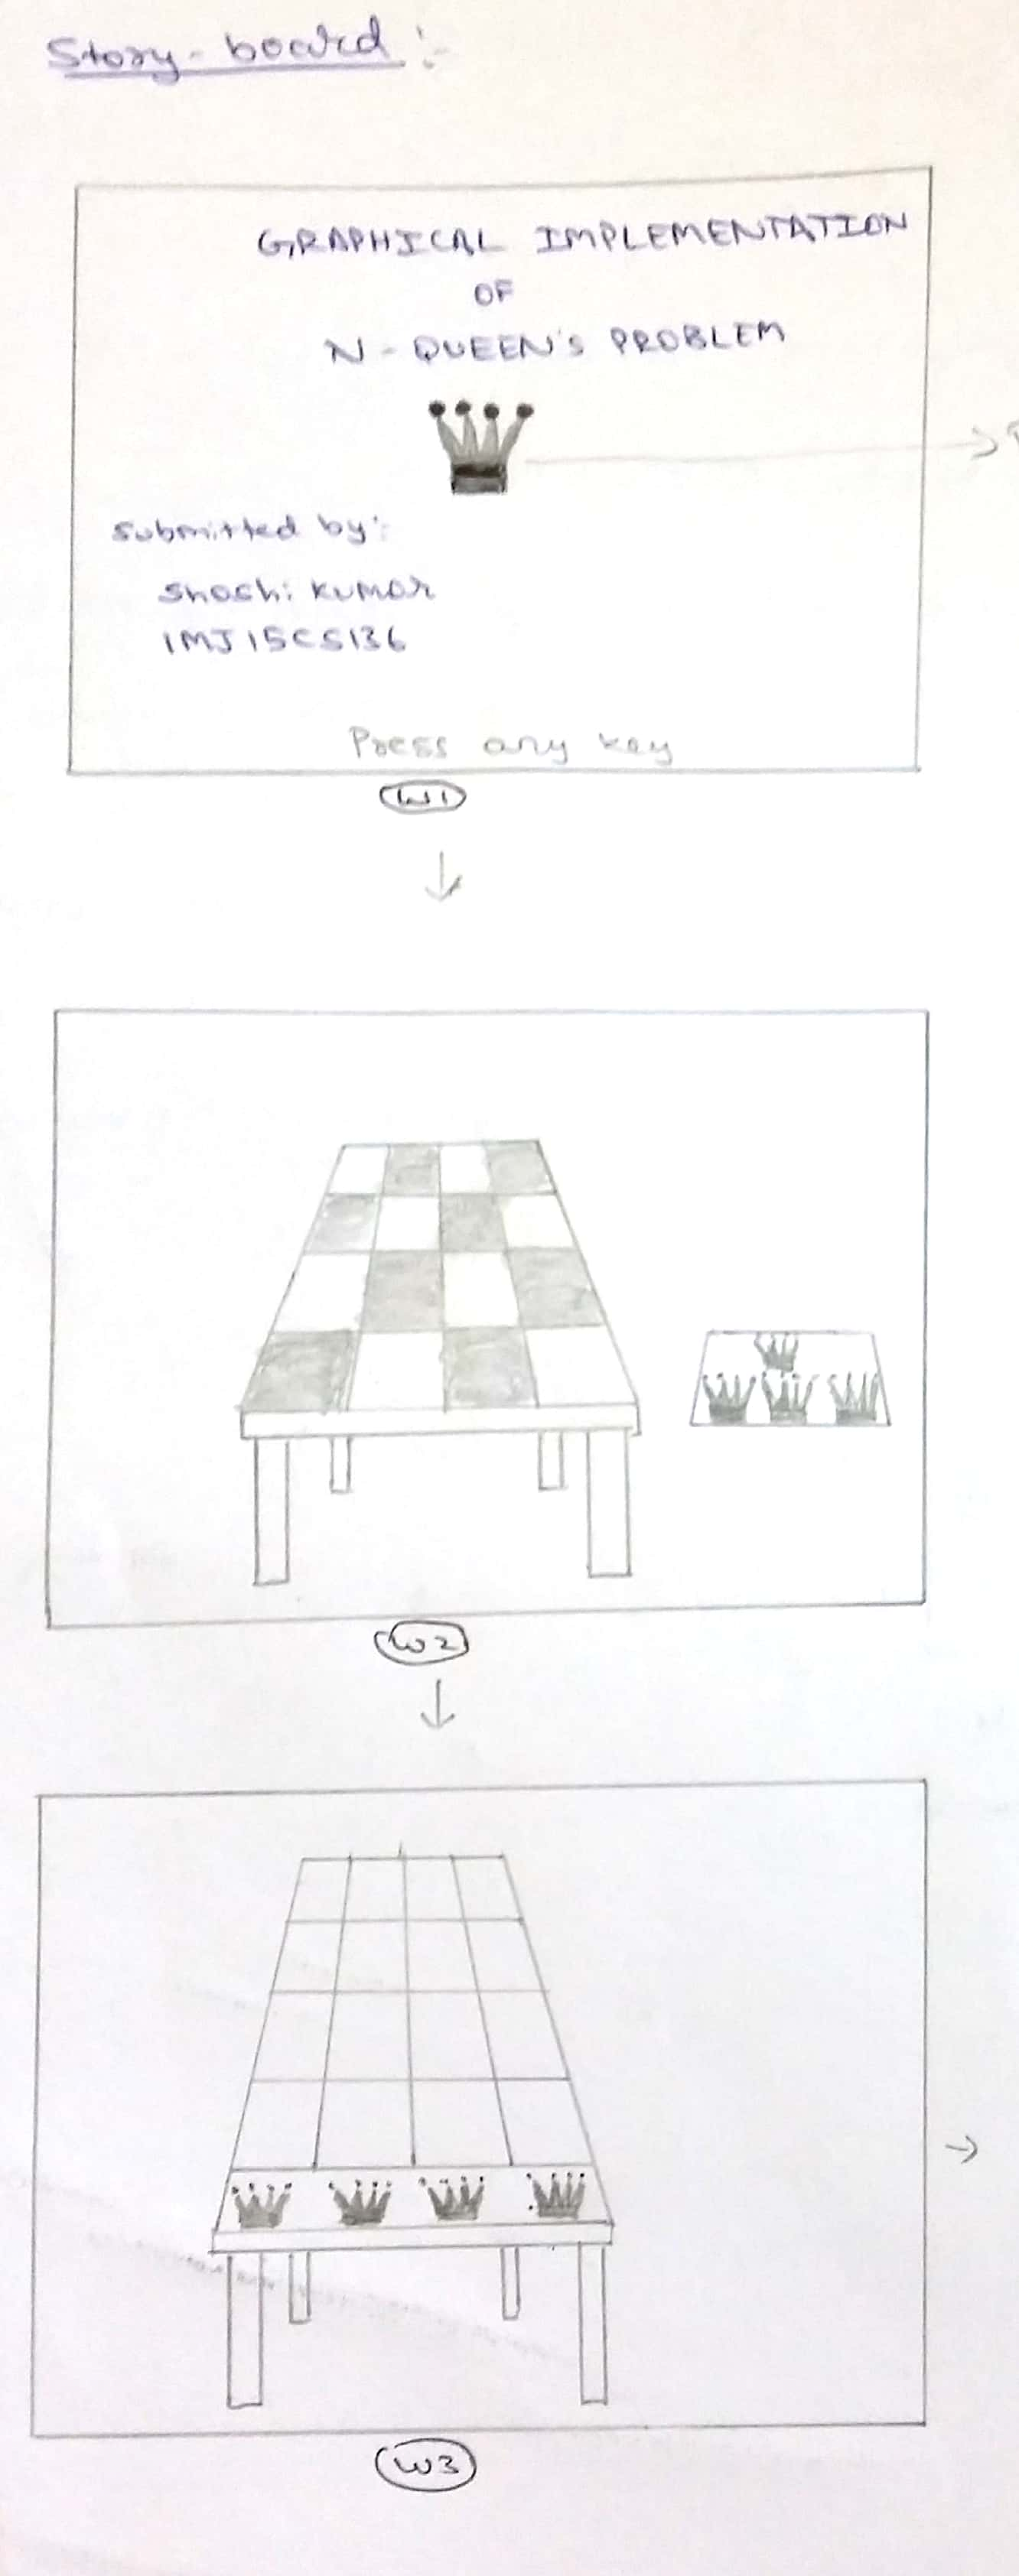 Story-board :-
GRAPHICAL IMPLEMENTATION
OF
N-QUEEN'S PROBLEM
Submitted by:
Shashi Kumar
1MJ15CS136
Press any key
W1
W2
W3